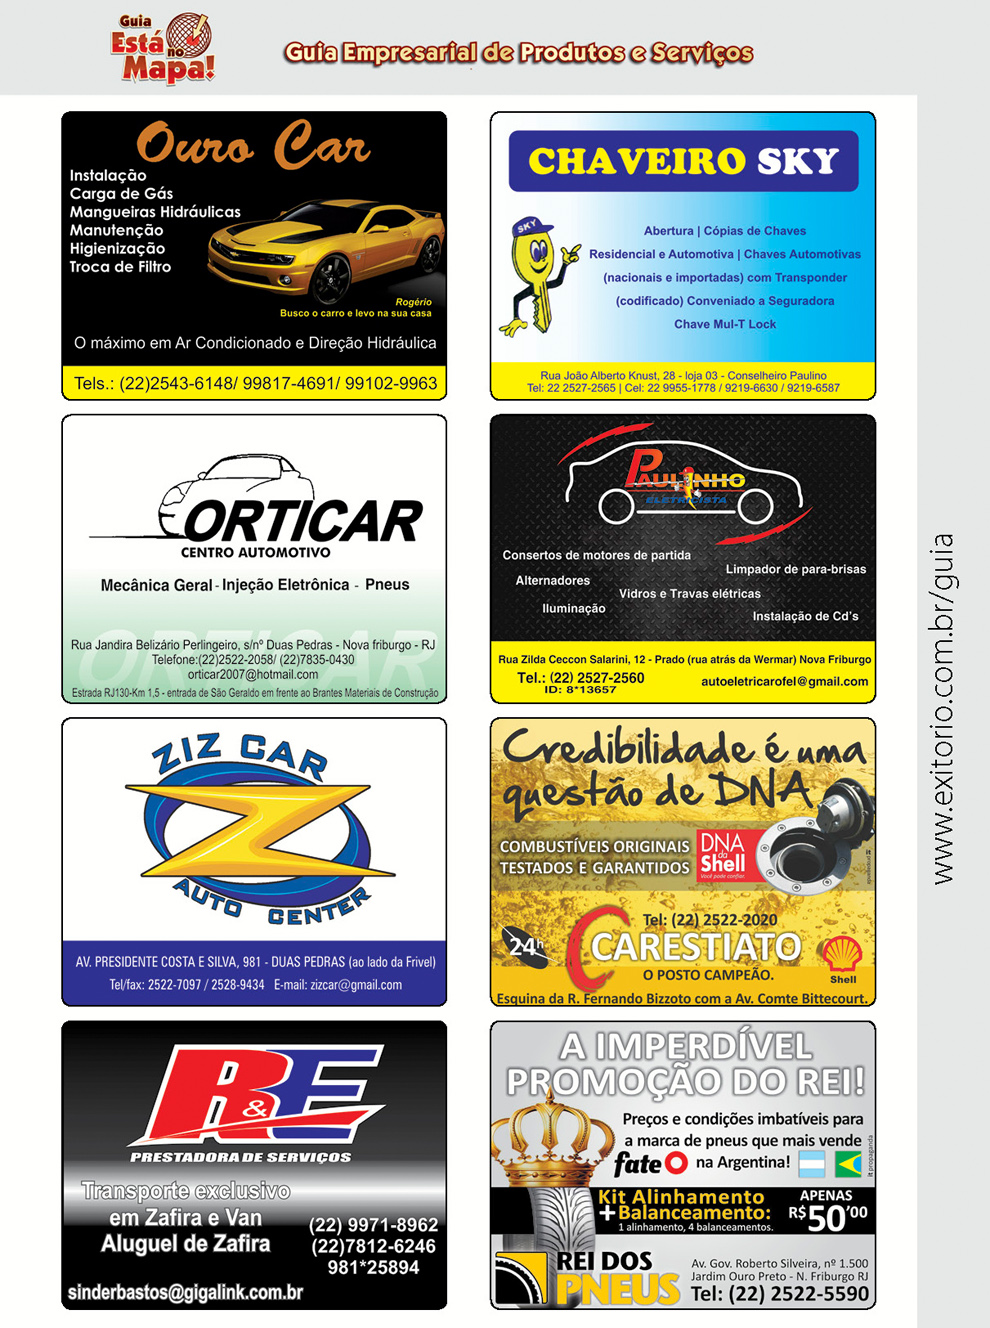 Guia
Está
no
Mapa!
Guia Empresarial de Produtos e Serviços
Ouro Car
Instalação
Carga de Gás
Mangueiras Hidráulicas
Manutenção
Higienização
Troca de Filtro
Rogério
Busco o carro e levo na sua casa
O máximo em Ar Condicionado e Direção Hidráulica
Tels.: (22)2543-6148/ 99817-4691/ 99102-9963
CHAVEIRO SKY
SKY
Abertura | Cópias de Chaves
Residencial e Automotiva | Chaves Automotivas
(nacionais e importadas) com Transponder
(codificado) Conveniado a Seguradora
Chave Mul-T Lock
Rua João Alberto Knust, 28 - loja 03 - Conselheiro Paulino
Tel: 22 2527-2565 | Cel: 22 9955-1778 / 9219-6630 / 9219-6587
ORTICAR
CENTRO AUTOMOTIVO
Mecânica Geral - Injeção Eletrônica - Pneus
ORTICAR
Rua Jandira Belizário Perlingeiro, s/nº Duas Pedras - Nova friburgo - RJ
Telefone:(22)2522-2058/ (22)7835-0430
orticar2007@hotmail.com
Estrada RJ130-Km 1,5 - entrada de São Geraldo em frente ao Brantes Materiais de Construção
PAULINHO
ELETRICISTA
Consertos de motores de partida
Limpador de para-brisas
Alternadores
Vidros e Travas elétricas
Iluminação
Instalação de Cd's
Rua Zilda Ceccon Salarini, 12 - Prado (rua atrás da Wermar) Nova Friburgo
Tel.: (22) 2527-2560
autoeletricarofel@gmail.com
ID: 8*13657
ZIZ CAR
AUTO CENTER
AV. PRESIDENTE COSTA E SILVA, 981 - DUAS PEDRAS (ao lado da Frivel)
Tel/fax: 2522-7097 / 2528-9434 E-mail: zizcar@gmail.com
Credibilidade é uma
questão de DNA
COMBUSTÍVEIS ORIGINAIS
TESTADOS E GARANTIDOS
DNA
da
Shell
Você pode confiar.
Tel: (22) 2522-2020
24h
CARESTIATO
O POSTO CAMPEÃO.
Shell
Esquina da R. Fernando Bizzoto com a Av. Comte Bittecourt.
R&E
PRESTADORA DE SERVIÇOS
Transporte exclusivo
em Zafira e Van
Aluguel de Zafira
(22) 9971-8962
(22)7812-6246
981*25894
sinderbastos@gigalink.com.br
A IMPERDÍVEL
PROMOÇÃO DO REI!
Preços e condições imbatíveis para
a marca de pneus que mais vende
fate na Argentina!
Kit Alinhamento
+Balanceamento:
1 alinhamento, 4 balanceamentos.
APENAS
R$ 50'00
REI DOS
PNEUS
Av. Gov. Roberto Silveira, nº 1.500
Jardim Ouro Preto - N. Friburgo RJ
Tel: (22) 2522-5590
www.exitorio.com.br/guia